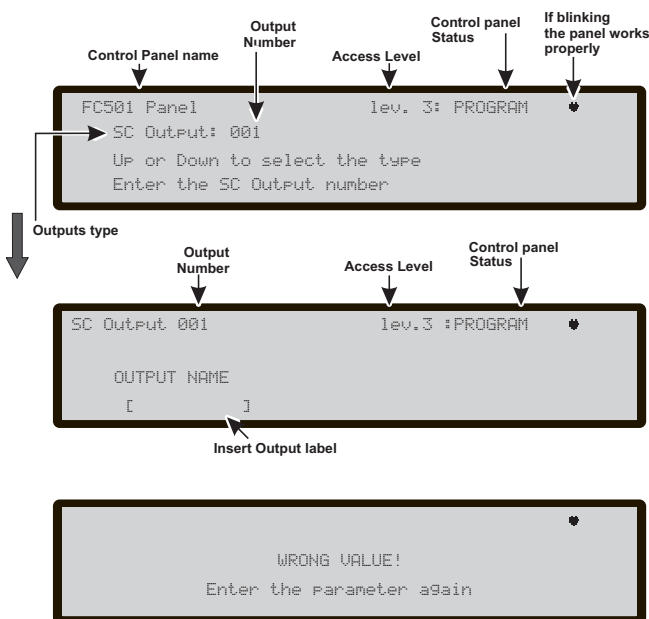 Output
Number
Control Panel name
Access Level
Control panel
Status
If blinking
the panel works
properly
FC501 Panel lev. 3: PROGRAM
SC Output: 001
Up or Down to select the type
Enter the SC Output number
Outputs type
Output
Number
Access Level
Control panel
Status
SC Output 001 lev.3 :PROGRAM
OUTPUT NAME
[ ]
Insert Output label
WRONG VALUE!
Enter the parameter again